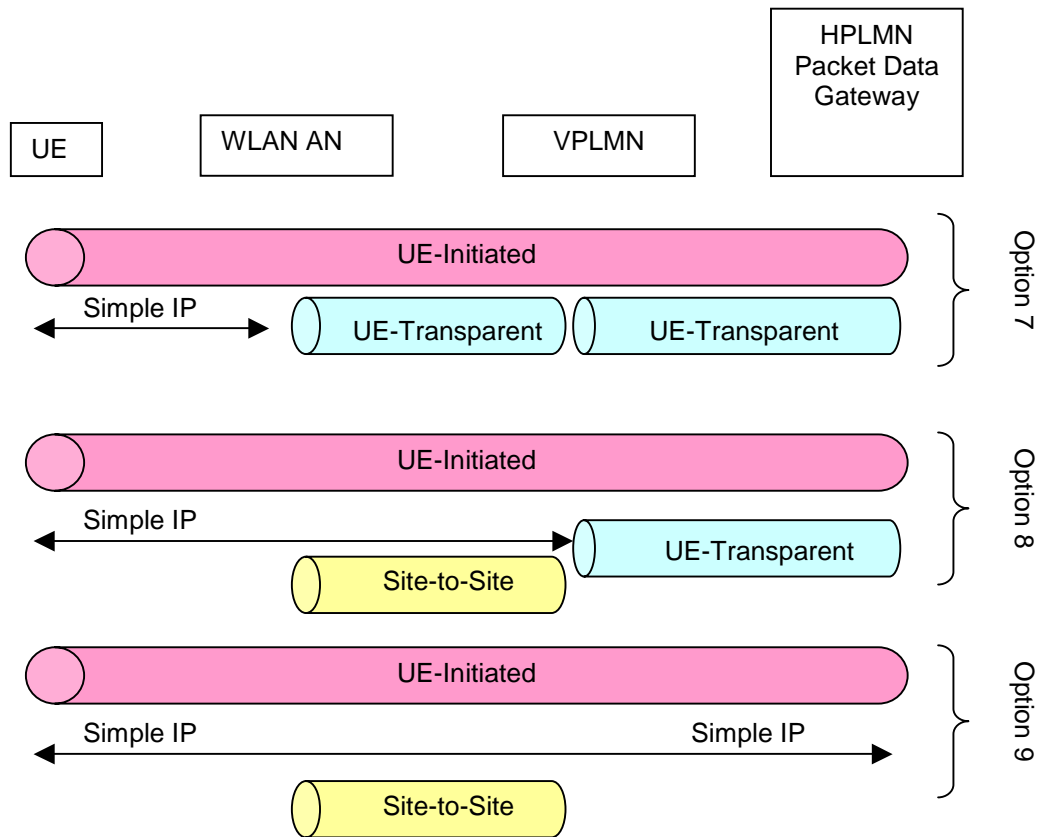 HPLMN
Packet Data
Gateway
UE
WLAN AN
VPLMN
UE-Initiated
Simple IP
UE-Transparent
UE-Transparent
Option 7
UE-Initiated
Simple IP
UE-Transparent
Site-to-Site
Option 8
UE-Initiated
Simple IP
Simple IP
Site-to-Site
Option 9